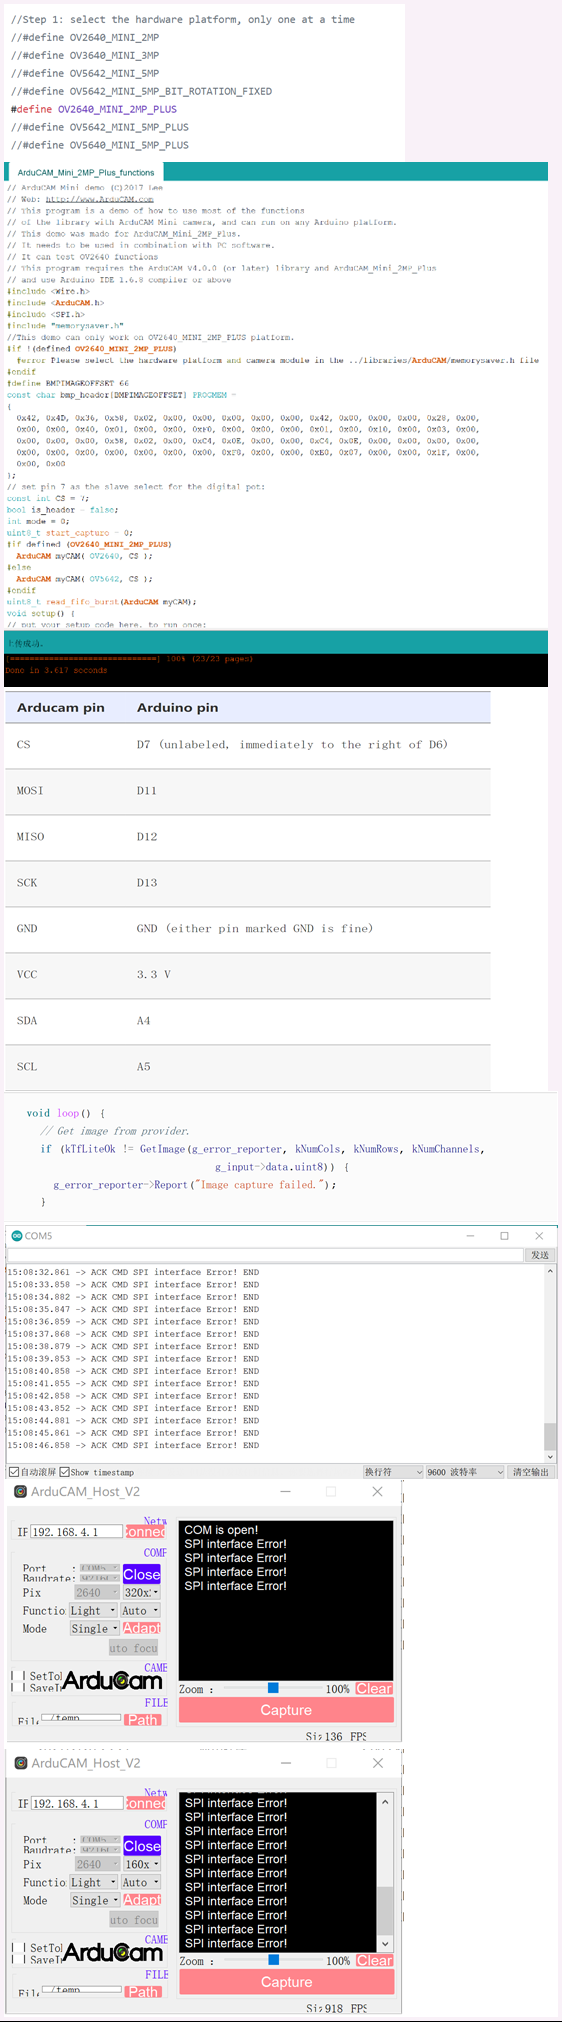 //Step 1: select the hardware platform, only one at a time
//#define OV2640_MINI_2MP
//#define OV3640_MINI_3MP
//#define OV5642_MINI_5MP
//#define OV5642_MINI_5MP_BIT_ROTATION_FIXED
#define OV2640_MINI_2MP_PLUS
//#define OV5642_MINI_5MP_PLUS
//#define OV5640_MINI_5MP_PLUS
ArduCAM_Mini_2MP_Plus_functions
// ArduCAM Mini demo (C)2017 Lee
// Web: http://www.ArduCAM.com
// This program is a demo of how to use most of the functions
// of the library with ArduCAM Mini camera, and can run on any Arduino platform.
// This demo was made for ArduCAM_Mini_2MP_Plus.
// It needs to be used in combination with PC software.
// It can test OV2640 functions
// This program requires the ArduCAM V4.0.0 (or later) library and ArduCAM_Mini_2MP_Plus
// and use Arduino IDE 1.6.8 compiler or above
#include <Wire.h>
#include <ArduCAM.h>
#include <SPI.h>
#include "memorysaver.h"
//This demo can only work on OV2640_MINI_2MP_PLUS platform.
#if !(defined OV2640_MINI_2MP_PLUS)
#error Please select the hardware platform and camera module in the ../libraries/ArduCAM/memorysaver.h file
#endif
#define BMPIMAGEOFFSET 66
const char bmp_header[BMPIMAGEOFFSET] PROGMEM =
{
0x42, 0x4D, 0x36, 0x58, 0x02, 0x00, 0x00, 0x00, 0x00, 0x00, 0x42, 0x00, 0x00, 0x00, 0x28, 0x00,
0x00, 0x00, 0x40, 0x01, 0x00, 0x00, 0xF0, 0x00, 0x00, 0x00, 0x01, 0x00, 0x10, 0x00, 0x03, 0x00,
0x00, 0x00, 0x00, 0x58, 0x02, 0x00, 0xC4, 0x0E, 0x00, 0x00, 0xC4, 0x0E, 0x00, 0x00, 0x00, 0x00,
0x00, 0x00, 0x00, 0x00, 0x00, 0x00, 0x00, 0xF8, 0x00, 0x00, 0xE0, 0x07, 0x00, 0x00, 0x1F, 0x00,
0x00, 0x00
};
// set pin 7 as the slave select for the digital pot:
const int CS = 7;
bool is_header = false;
int mode = 0;
uint8_t start_capture = 0;
#if defined (OV2640_MINI_2MP_PLUS)
ArduCAM myCAM( OV2640, CS );
#else
ArduCAM myCAM( OV5642, CS );
#endif
uint8_t read_fifo_burst(ArduCAM myCAM);
void setup() {
// put your setup code here, to run once:
上传成功。
[==============================] 100% (23/23 pages)
Done in 3.617 seconds
Arducam pin Arduino pin
CS D7 (unlabeled, immediately to the right of D6)
MOSI D11
MISO D12
SCK D13
GND GND (either pin marked GND is fine)
VCC 3.3 V
SDA A4
SCL A5
void loop() {
// Get image from provider.
if (kTfLiteOk != GetImage(g_error_reporter, kNumCols, kNumRows, kNumChannels,
g_input->data.uint8)) {
g_error_reporter->Report("Image capture failed.");
}
COM5
发送
15:08:32.861 -> ACK CMD SPI interface Error! END
15:08:33.858 -> ACK CMD SPI interface Error! END
15:08:34.882 -> ACK CMD SPI interface Error! END
15:08:35.847 -> ACK CMD SPI interface Error! END
15:08:36.859 -> ACK CMD SPI interface Error! END
15:08:37.868 -> ACK CMD SPI interface Error! END
15:08:38.879 -> ACK CMD SPI interface Error! END
15:08:39.853 -> ACK CMD SPI interface Error! END
15:08:40.858 -> ACK CMD SPI interface Error! END
15:08:41.855 -> ACK CMD SPI interface Error! END
15:08:42.858 -> ACK CMD SPI interface Error! END
15:08:43.852 -> ACK CMD SPI interface Error! END
15:08:44.881 -> ACK CMD SPI interface Error! END
15:08:45.861 -> ACK CMD SPI interface Error! END
15:08:46.858 -> ACK CMD SPI interface Error! END
自动滚屏 Show timestamp 换行符 9600 波特率 清空输出
ArduCAM_Host_V2
Netw
IF 192.168.4.1 Connec
COMF
Port : COM5 Close
Baudrate:
Pix 2640 320x
Functio Light Auto
Mode Single Adapt
uto focu
CAME
SetTo
SaveIm
ArduCam
FILE
File ./temp Path
COM is open!
SPI interface Error!
SPI interface Error!
SPI interface Error!
SPI interface Error!
Zoom : 100% Clear
Capture
Siz 136 FPS
ArduCAM_Host_V2
Netw
IF 192.168.4.1 Connec
COMF
Port : COM5 Close
Baudrate:
Pix 2640 160x
Functio Light Auto
Mode Single Adapt
uto focu
CAME
SetTo
SaveIm
ArduCam
FILE
File ./temp Path
SPI interface Error!
SPI interface Error!
SPI interface Error!
SPI interface Error!
SPI interface Error!
SPI interface Error!
SPI interface Error!
SPI interface Error!
SPI interface Error!
SPI interface Error!
SPI interface Error!
Zoom : 100% Clear
Capture
Siz 918 FPS